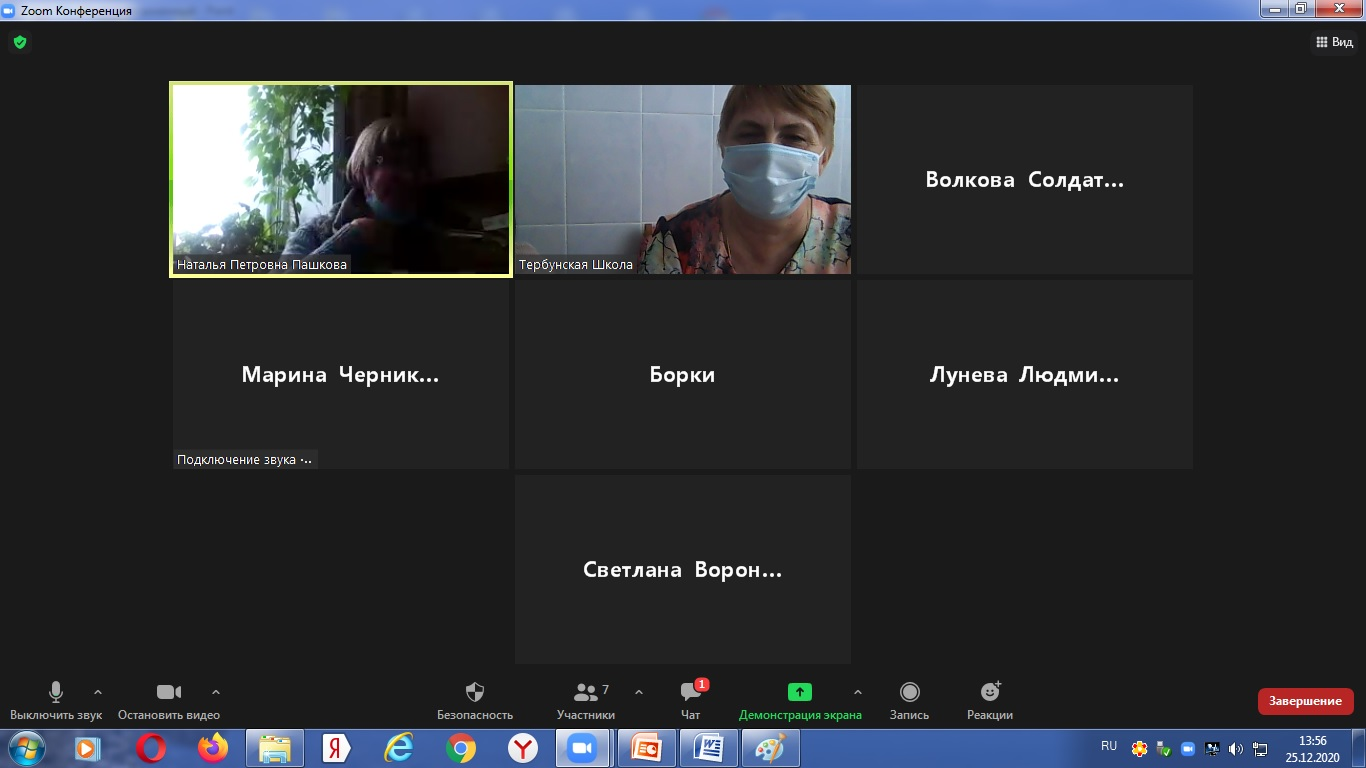 Zoom Конференция
Вид
Наталья Петровна Пашкова
Тербунская Школа
Волкова Солдат...
Марина Черник...
Подключение звука ·..
Борки
Лунева Людми...
Светлана Ворон...
Выключить звук
Остановить видео
Безопасность
7
Участники
1
Чат
Демонстрация экрана
Запись
Реакции
Завершение
RU
13:56
25.12.2020